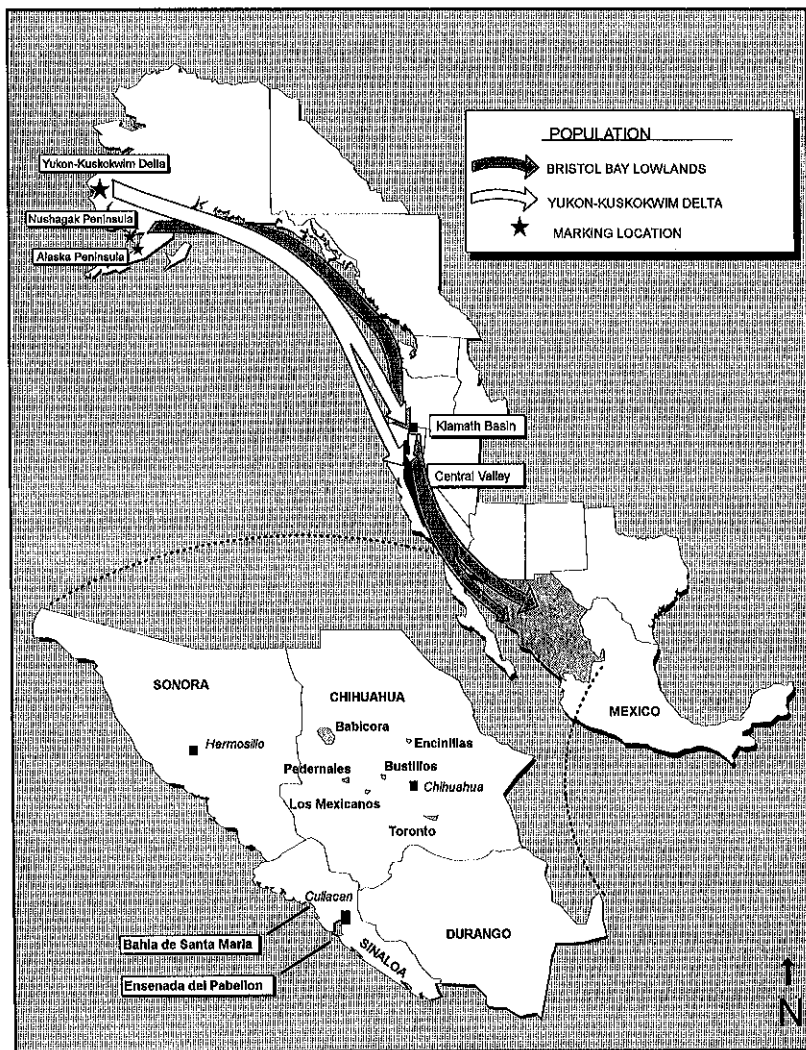 POPULATION
BRISTOL BAY LOWLANDS
YUKON-KUSKOKWIM DELTA
MARKING LOCATION
Yukon-Kuskokwim Delta
Nushagak Peninsula
Alaska Peninsula
Klamath Basin
Central Valley
MEXICO
SONORA
CHIHUAHUA
Babicora
Hermosillo
Encinillas
Pedernales
Bustillos
Chihuahua
Los Mexicanos
Toronto
Culiacan
Bahia de Santa Maria
DURANGO
SINALOA
Ensenada del Pabellon
N